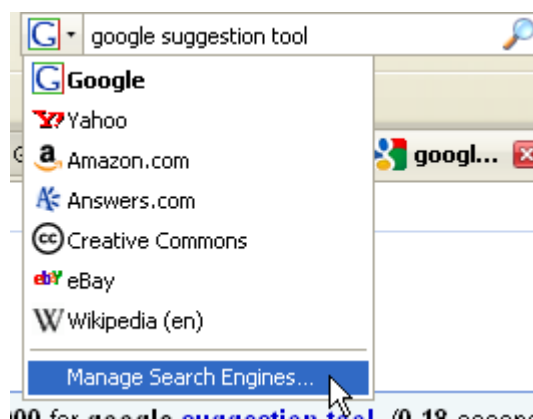 google suggestion tool
Google
Yahoo
Amazon.com
googl...
Answers.com
Creative Commons
eBay
Wikipedia (en)
Manage Search Engines...
for google suggestion tool. (0.18